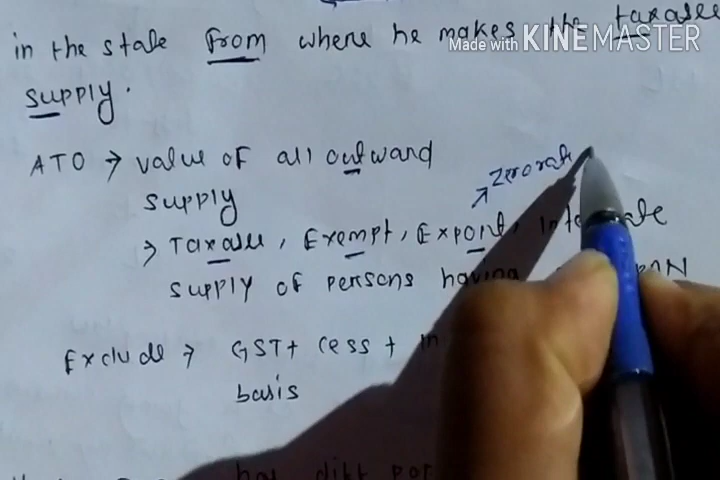 in the state From where he makes the taxable
Made with KINEMASTER
supply.
ATO → value of all outward
→ Zero rate
supply
→ Taxable, Exempt, Export,
supply of persons having
Exclude → GST + Cess +
basis